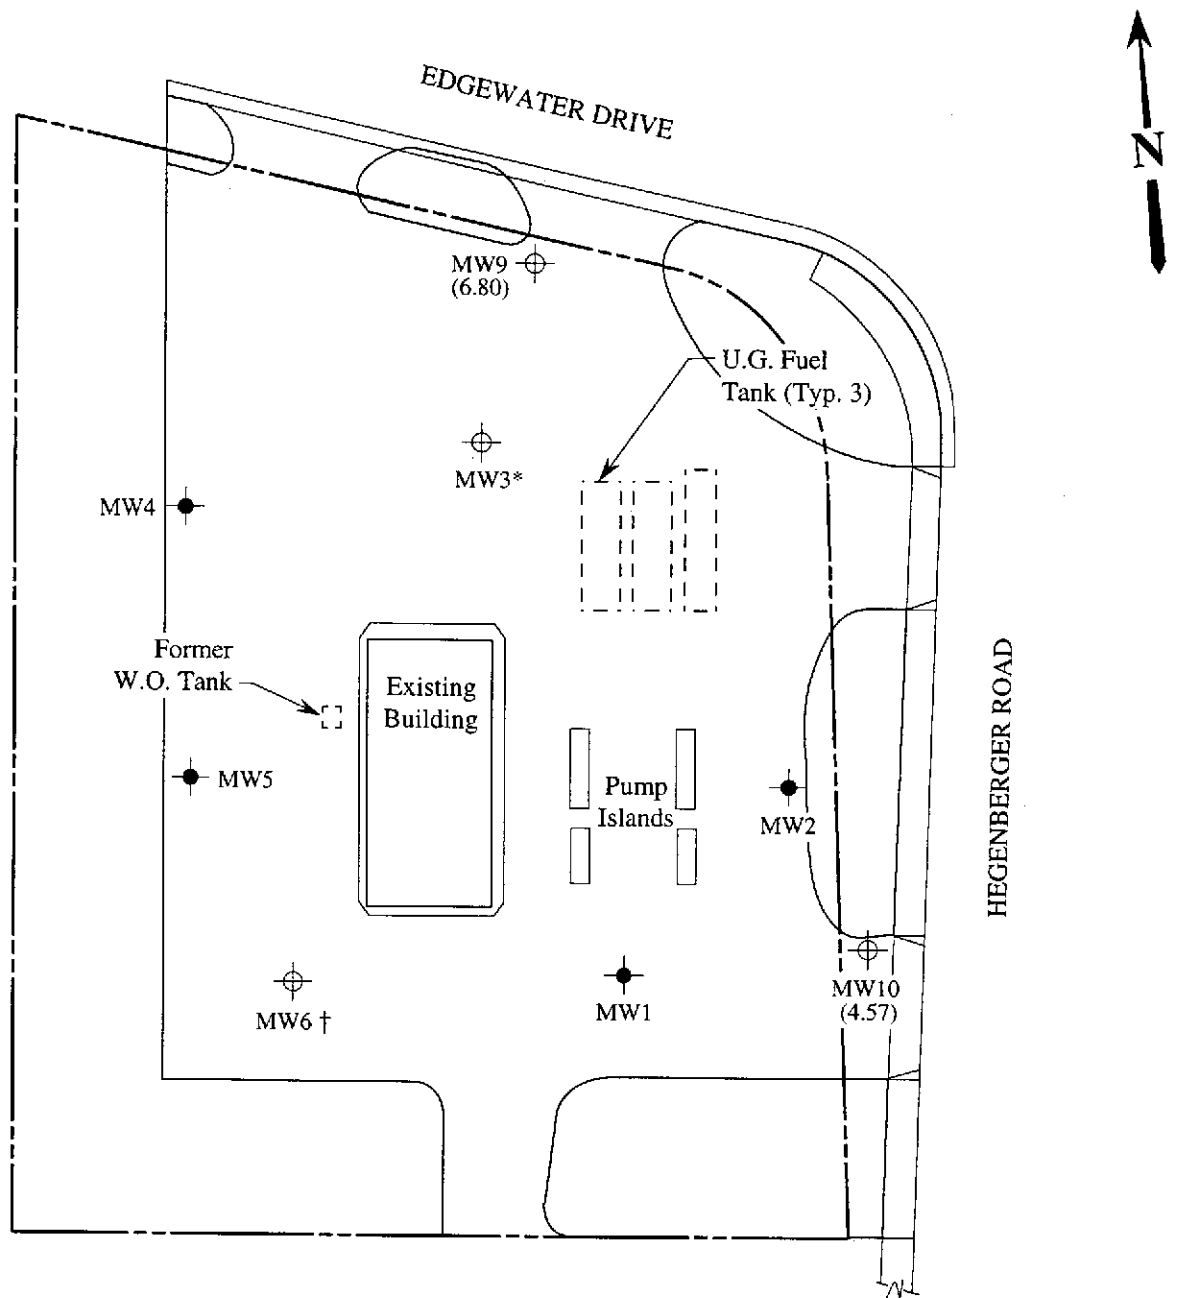 EDGEWATER DRIVE
N
MW9
(6.80)
U.G. Fuel
Tank (Typ. 3)
MW3*
MW4
Former
W.O. Tank
Existing
Building
MW5
Pump
Islands
MW2
HEGENBERGER ROAD
MW10
(4.57)
MW6 †
MW1